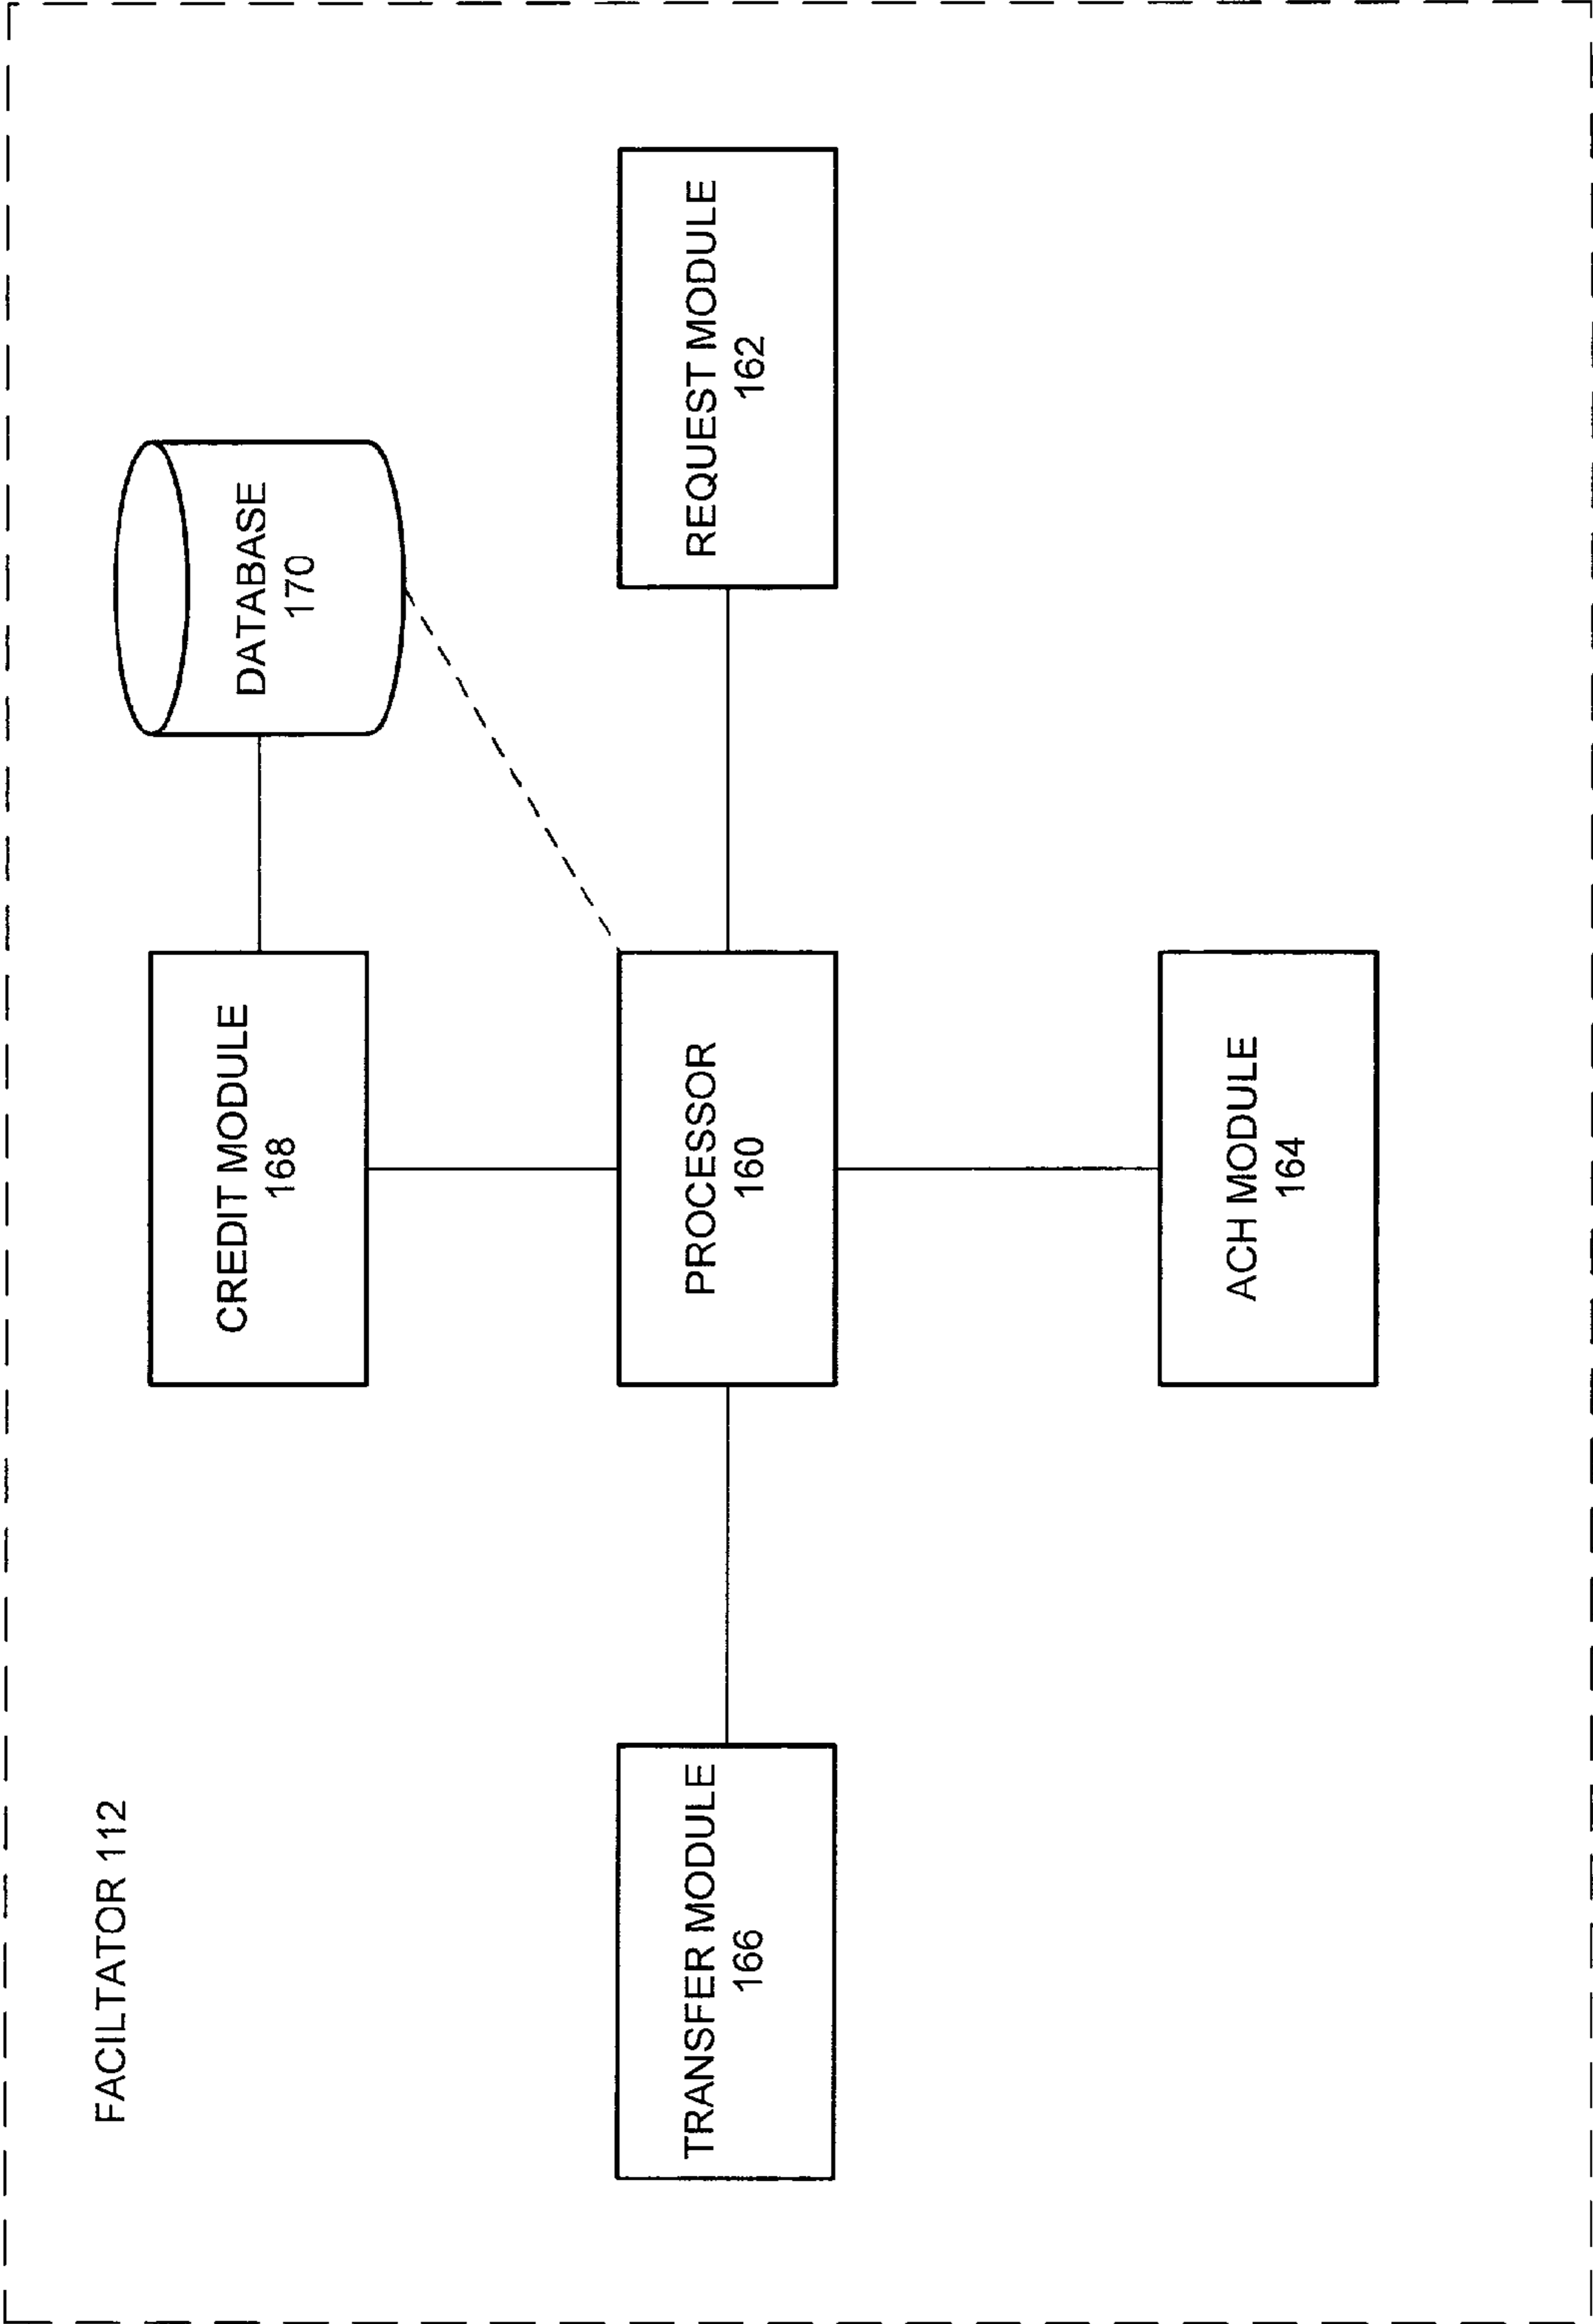 FACILTATOR 112
CREDIT MODULE
168
DATABASE
170
TRANSFER MODULE
166
PROCESSOR
160
REQUEST MODULE
162
ACH MODULE
164